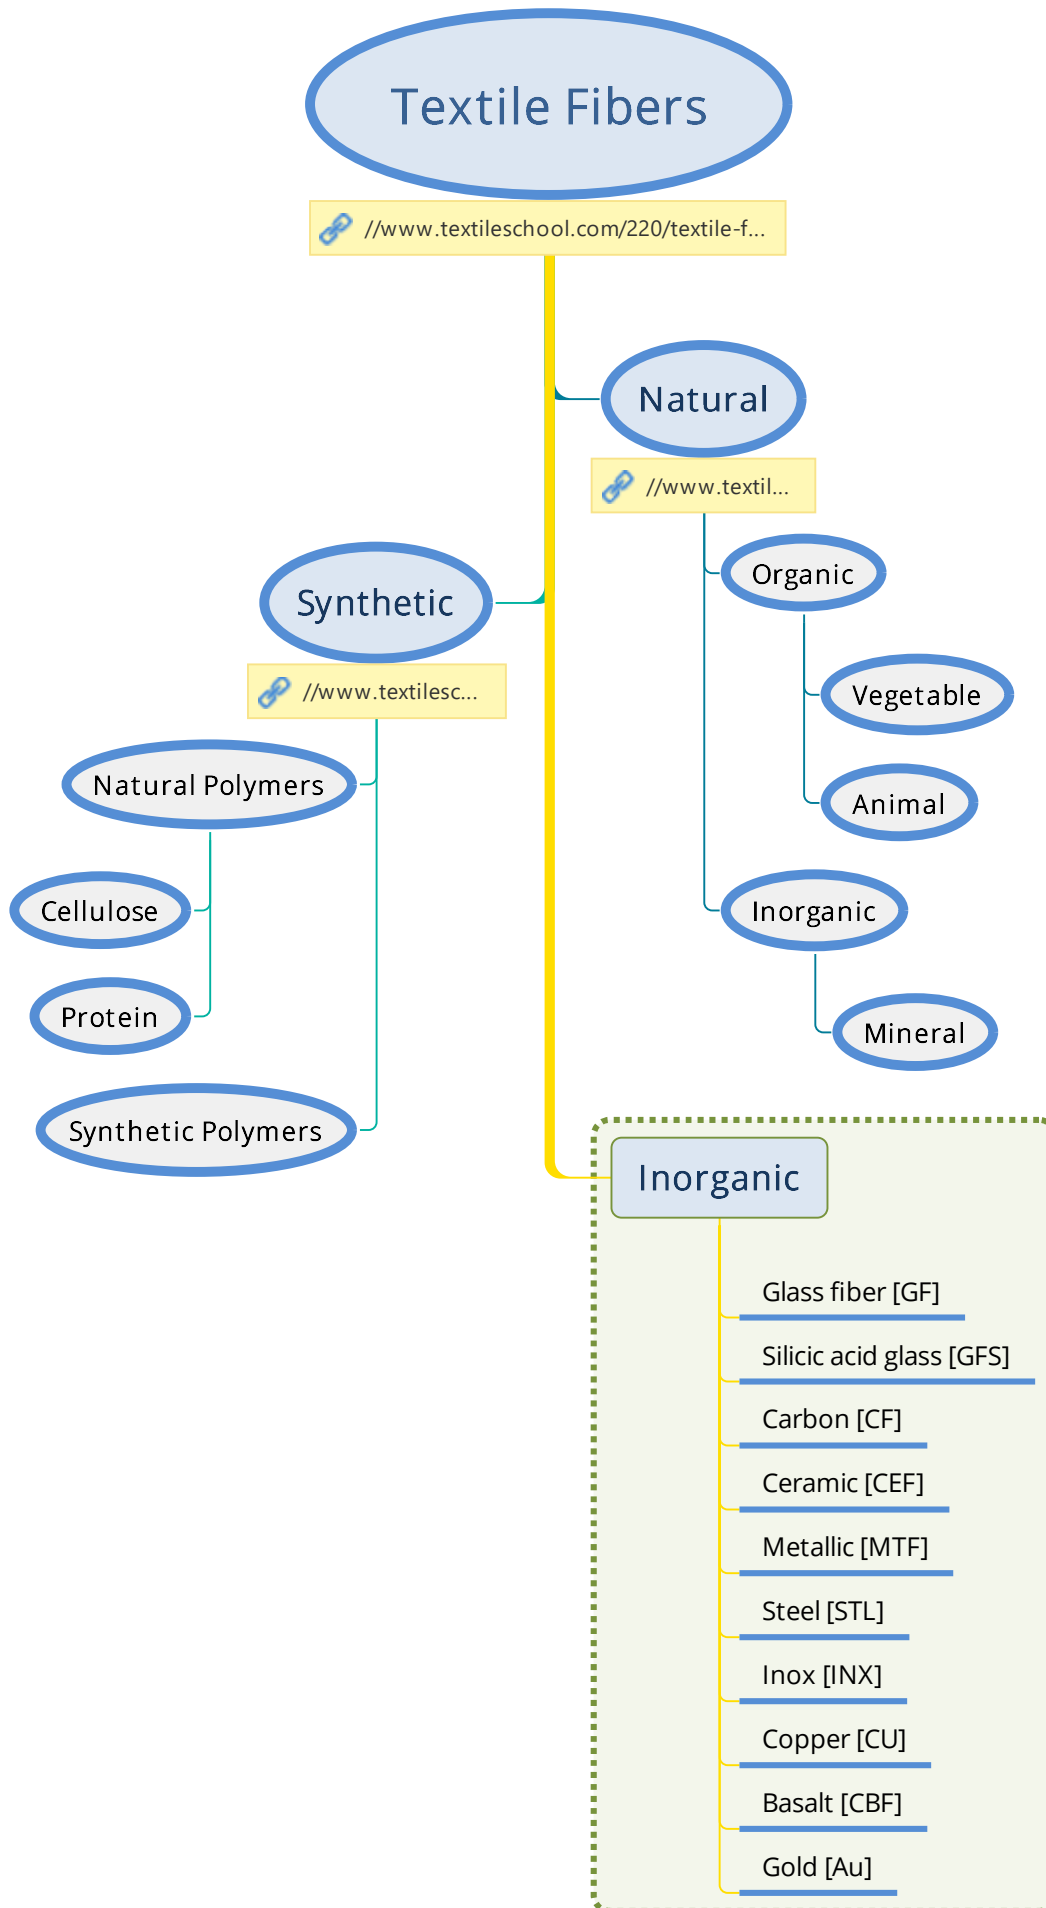 Textile Fibers
//www.textileschool.com/220/textile-f...
Natural
//www.textil...
Organic
Vegetable
Animal
Inorganic
Mineral
Synthetic
//www.textilesc...
Natural Polymers
Cellulose
Protein
Synthetic Polymers
Inorganic
Glass fiber [GF]
Silicic acid glass [GFS]
Carbon [CF]
Ceramic [CEF]
Metallic [MTF]
Steel [STL]
Inox [INX]
Copper [CU]
Basalt [CBF]
Gold [Au]